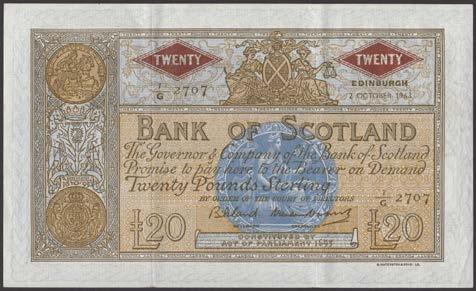 TWENTY
TWENTY
EDINBURGH
2 OCTOBER 1963
1/G 2707
BANK OF SCOTLAND
The Governor & Company of the Bank of Scotland
Promise to pay here to the Bearer on Demand
Twenty Pounds Sterling
BY ORDER OF THE COURT OF DIRECTORS
1/G 2707
£20
£20
CONSTITUTED BY
ACT OF PARLIAMENT 1695